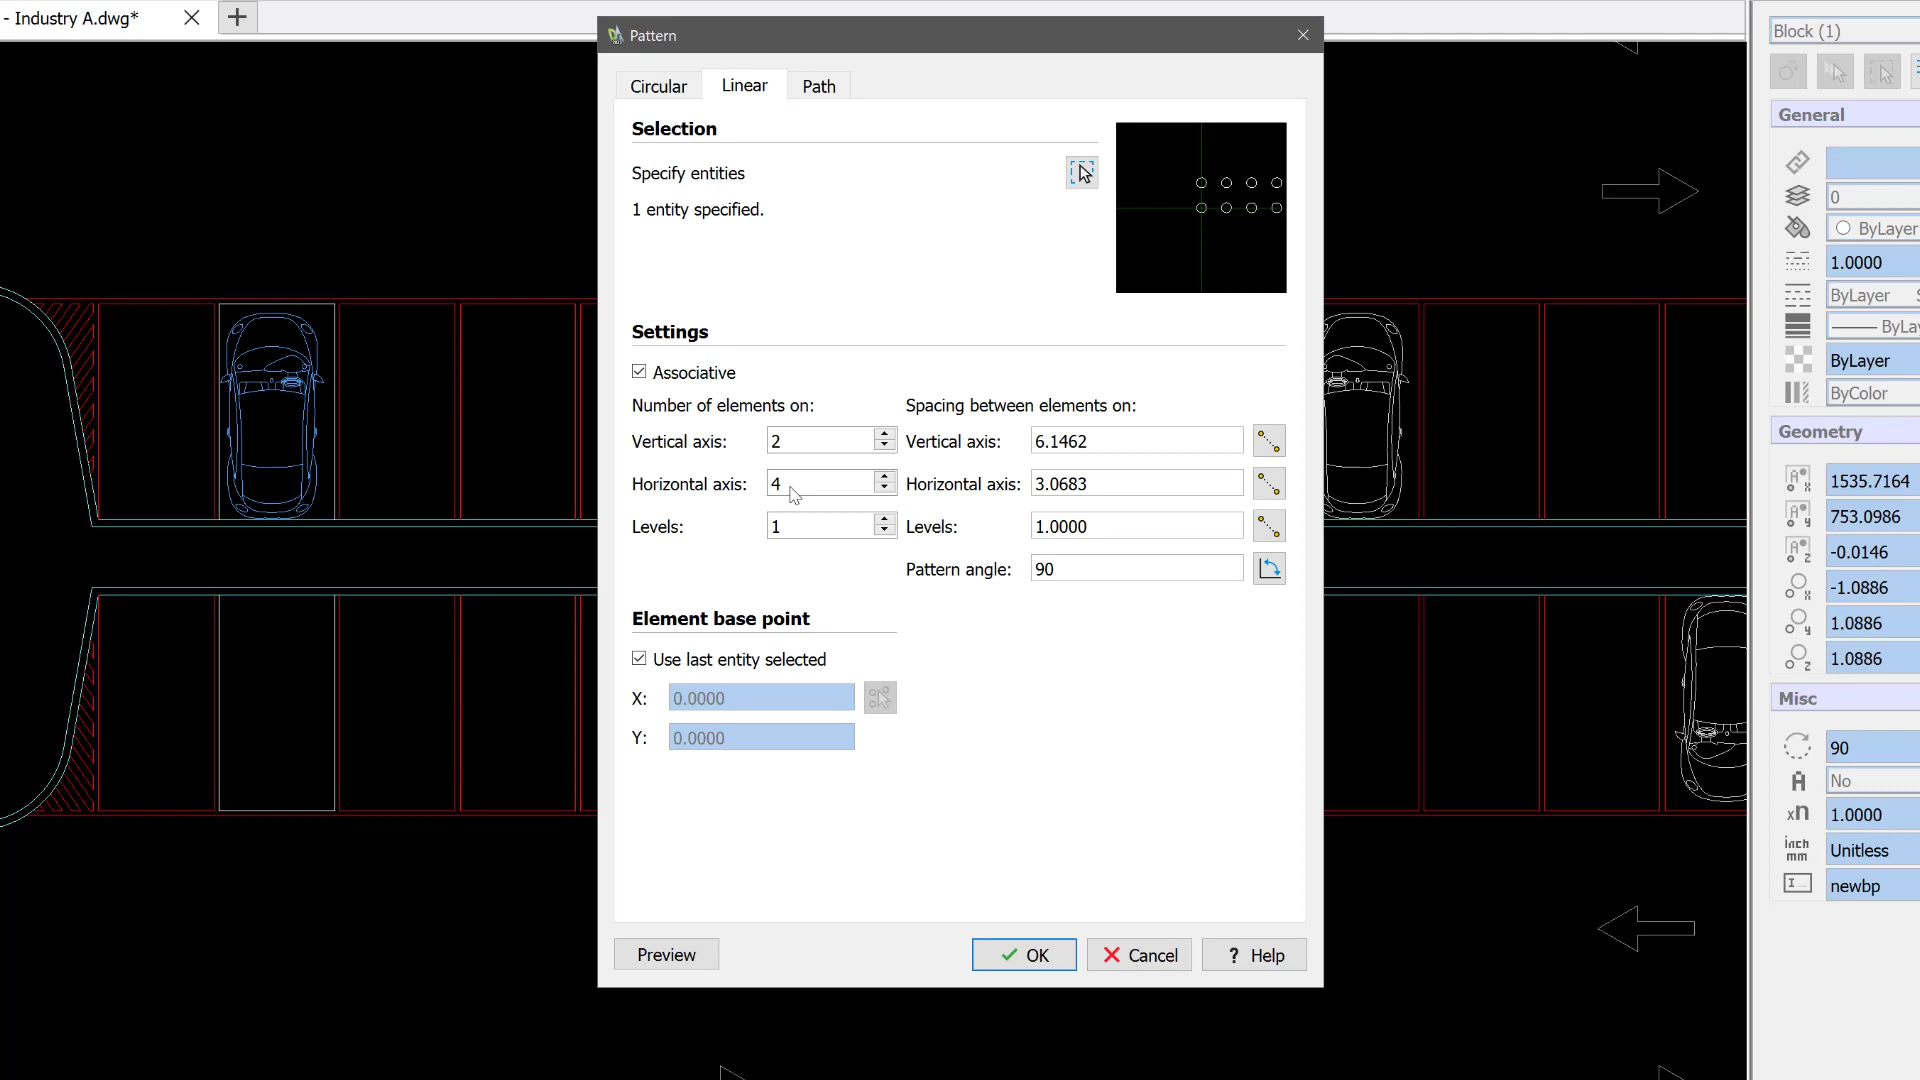 - Industry A.dwg*
Pattern
Circular
Linear
Path
Selection
Specify entities
1 entity specified.
Settings
Associative
Number of elements on:
Spacing between elements on:
Vertical axis: 2
Vertical axis: 6.1462
Horizontal axis: 4
Horizontal axis: 3.0683
Levels: 1
Levels: 1.0000
Pattern angle: 90
Element base point
Use last entity selected
X: 0.0000
Y: 0.0000
Preview
OK
Cancel
? Help
Block (1)
General
0
ByLayer
1.0000
ByLayer S
ByLay
ByLayer
ByColor
Geometry
1535.7164
753.0986
-0.0146
-1.0886
1.0886
1.0886
Misc
90
No
xn 1.0000
inch
mm
Unitless
newbp